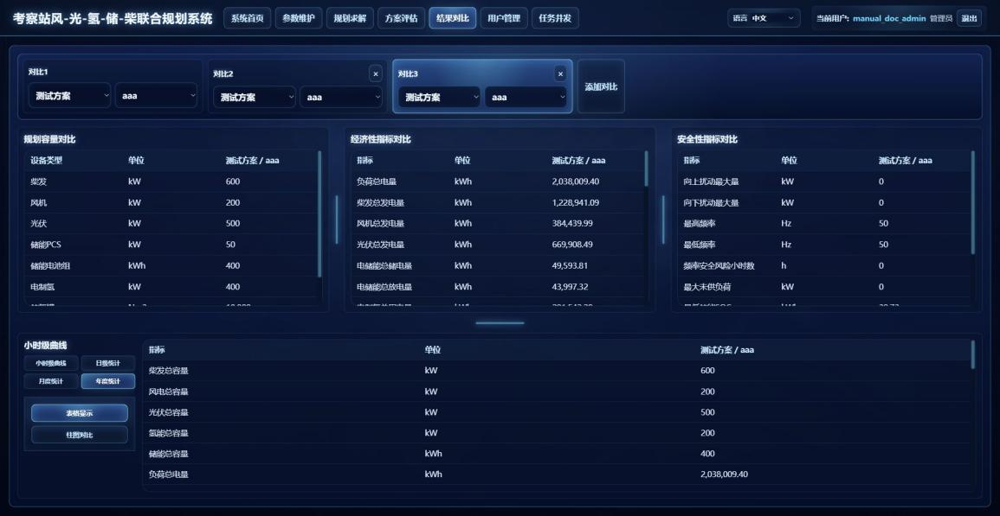 考察站风-光-氢-储-柴联合规划系统 系统首页 参数维护 规划求解 方案评估 结果对比 用户管理 任务并发 语言 中文 当前用户: manual_doc_admin 管理员 退出
对比1 对比2 × 对比3 ×
测试方案 aaa 测试方案 aaa 测试方案 aaa 添加对比
规划容量对比
设备类型 单位 测试方案 / aaa
柴发 kW 600
风机 kW 200
光伏 kW 500
储能PCS kW 50
储能电池组 kWh 400
电制氢 kW 400
经济性指标对比
指标 单位 测试方案 / aaa
负荷总电量 kWh 2,038,009.40
柴发总发电量 kWh 1,228,941.09
风机总发电量 kWh 384,439.99
光伏总发电量 kWh 669,908.49
电储能总储电量 kWh 49,593.81
电储能总放电量 kWh 43,997.32
安全性指标对比
指标 单位 测试方案 / aaa
向上扰动最大量 kW 0
向下扰动最大量 kW 0
最高频率 Hz 50
最低频率 Hz 50
频率安全风险小时数 h 0
最大未供负荷 kW 0
小时级曲线
小时级曲线 日级统计
月度统计 年度统计
表格显示
柱图对比
指标 单位 测试方案 / aaa
柴发总容量 kW 600
风电总容量 kW 200
光伏总容量 kW 500
氢能总容量 kW 200
储能总容量 kWh 400
负荷总电量 kWh 2,038,009.40